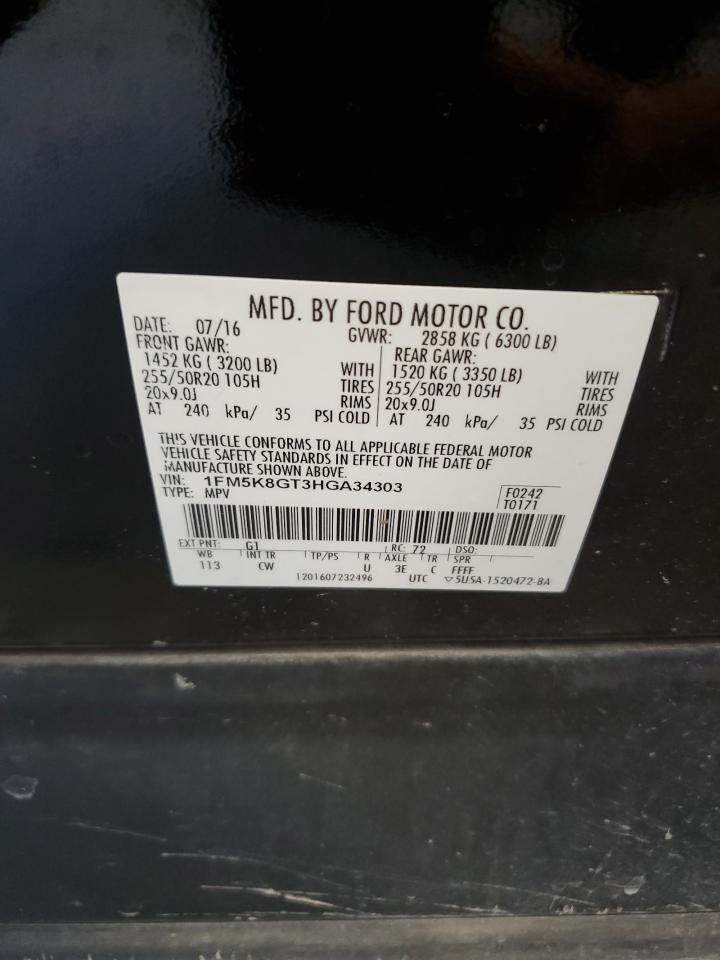 MFD. BY FORD MOTOR CO.
DATE: 07/16 GVWR: 2858 KG ( 6300 LB)
FRONT GAWR: REAR GAWR:
1452 KG ( 3200 LB) WITH 1520 KG ( 3350 LB) WITH
255/50R20 105H TIRES 255/50R20 105H TIRES
20x9.0J RIMS 20x9.0J RIMS
AT 240 kPa/ 35 PSI COLD AT 240 kPa/ 35 PSI COLD
THIS VEHICLE CONFORMS TO ALL APPLICABLE FEDERAL MOTOR
VEHICLE SAFETY STANDARDS IN EFFECT ON THE DATE OF
MANUFACTURE SHOWN ABOVE.
VIN: 1FM5K8GT3HGA34303
TYPE: MPV
F0242
T0171
EXT PNT: G1 RC: 72 DSO:
WB INT TR TP/PS R AXLE TR SPR
113 CW U 3E C FFFF
1201607232496 UTC ▽5U5A-1520472-BA